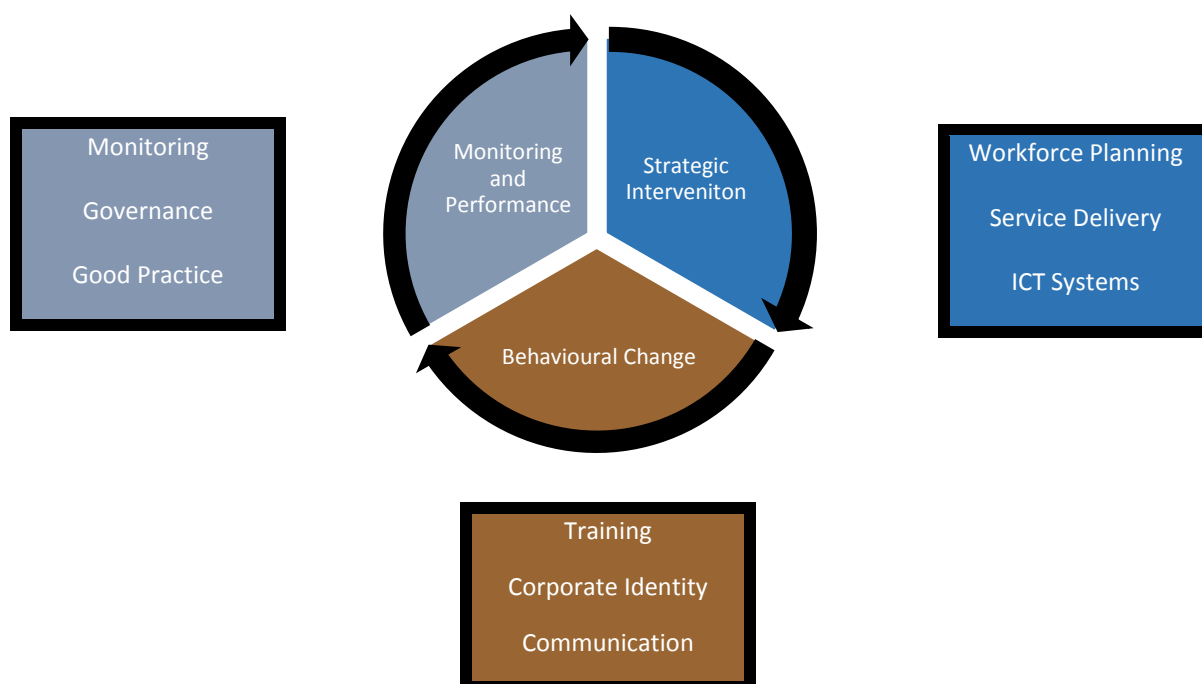 Monitoring
and
Performance
Strategic
Interveniton
Behavioural Change
Monitoring
Governance
Good Practice
Workforce Planning
Service Delivery
ICT Systems
Training
Corporate Identity
Communication